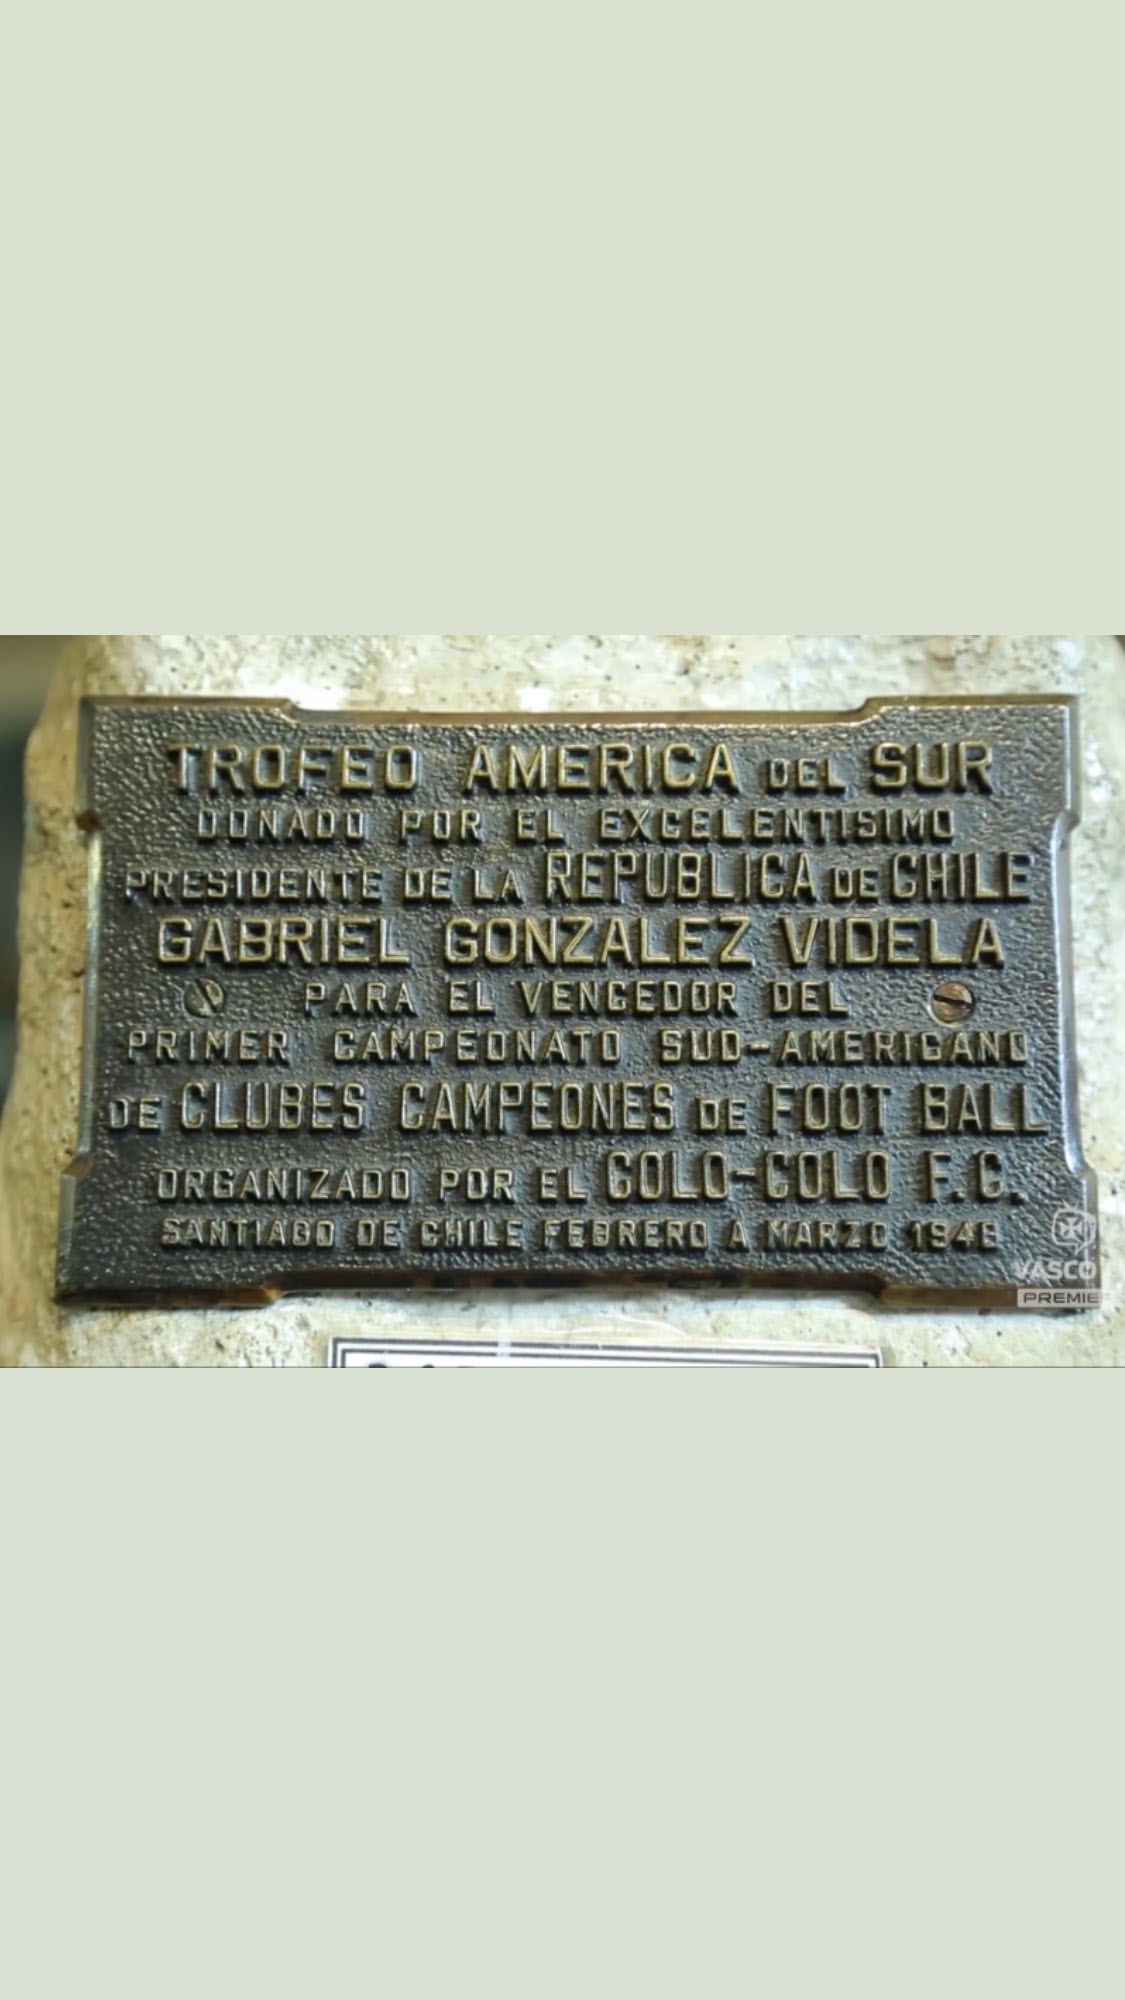 TROFEO AMERICA DEL SUR
DONADO POR EL EXCELENTISIMO
PRESIDENTE DE LA REPUBLICA DE CHILE
GABRIEL GONZALEZ VIDELA
PARA EL VENCEDOR DEL
PRIMER CAMPEONATO SUD-AMERICANO
DE CLUBES CAMPEONES DE FOOT BALL
ORGANIZADO POR EL COLO-COLO F.C.
SANTIAGO DE CHILE FEBRERO A MARZO 1948
VASCO
PREMIE